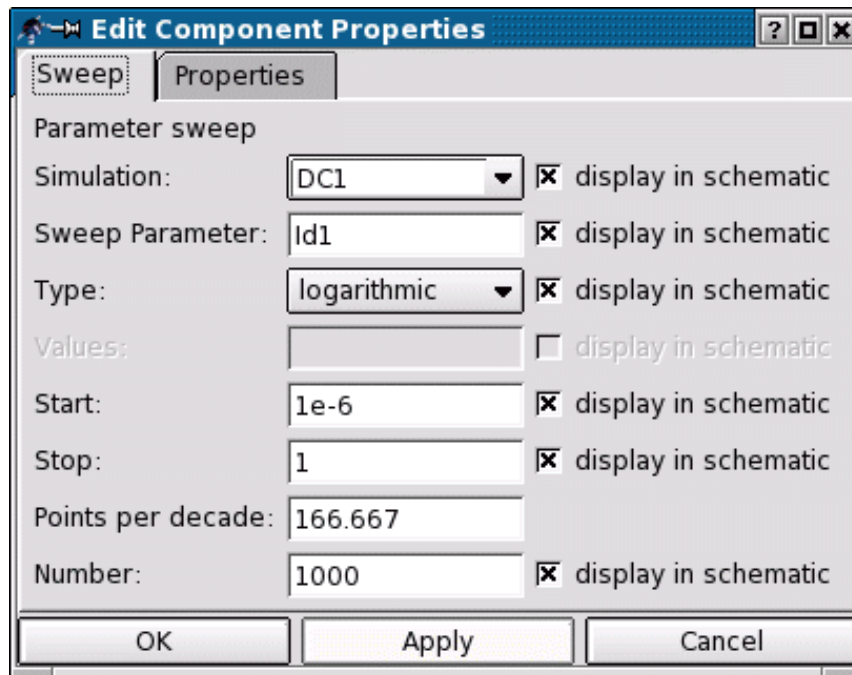 Edit Component Properties ?
Sweep Properties
Parameter sweep
Simulation: DC1 display in schematic
Sweep Parameter: Id1 display in schematic
Type: logarithmic display in schematic
Values: display in schematic
Start: 1e-6 display in schematic
Stop: 1 display in schematic
Points per decade: 166.667
Number: 1000 display in schematic
OK Apply Cancel